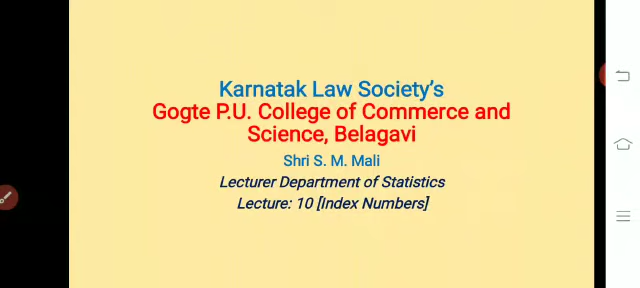 Karnatak Law Society’s
Gogte P.U. College of Commerce and
Science, Belagavi
Shri S. M. Mali
Lecturer Department of Statistics
Lecture: 10 [Index Numbers]